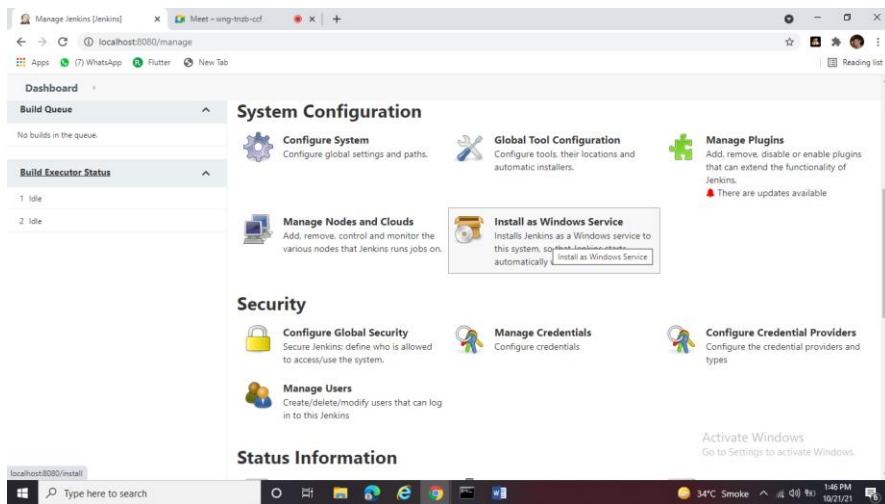 Manage Jenkins [Jenkins]
Meet – wng-tnzb-ccf
localhost:8080/manage
Apps
(7) WhatsApp
Flutter
New Tab
Reading list
Dashboard
Build Queue
No builds in the queue.
Build Executor Status
1 Idle
2 Idle
System Configuration
Configure System
Configure global settings and paths.
Global Tool Configuration
Configure tools, their locations and
automatic installers.
Manage Plugins
Add, remove, disable or enable plugins
that can extend the functionality of
Jenkins.
There are updates available
Manage Nodes and Clouds
Add, remove, control and monitor the
various nodes that Jenkins runs jobs on.
Install as Windows Service
Installs Jenkins as a Windows service to
this system, so that Jenkins starts
automatically
Install as Windows Service
Security
Configure Global Security
Secure Jenkins; define who is allowed
to access/use the system.
Manage Credentials
Configure credentials
Configure Credential Providers
Configure the credential providers and
types
Manage Users
Create/delete/modify users that can log
in to this Jenkins
Status Information
Activate Windows
Go to Settings to activate Windows.
localhost:8080/install
Type here to search
34°C Smoke
1:46 PM
10/21/21